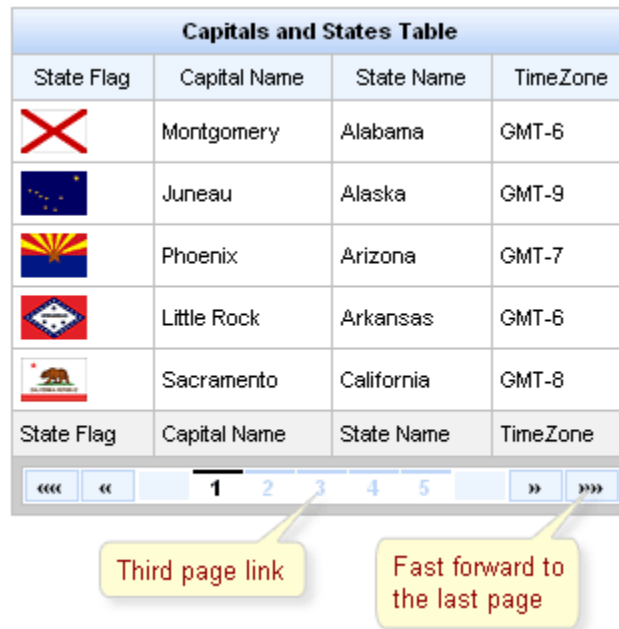 Capitals and States Table
State Flag Capital Name State Name TimeZone
Montgomery Alabama GMT-6
Juneau Alaska GMT-9
Phoenix Arizona GMT-7
Little Rock Arkansas GMT-6
Sacramento California GMT-8
State Flag Capital Name State Name TimeZone
«« « 1 2 3 4 5 » »»
Third page link
Fast forward to
the last page